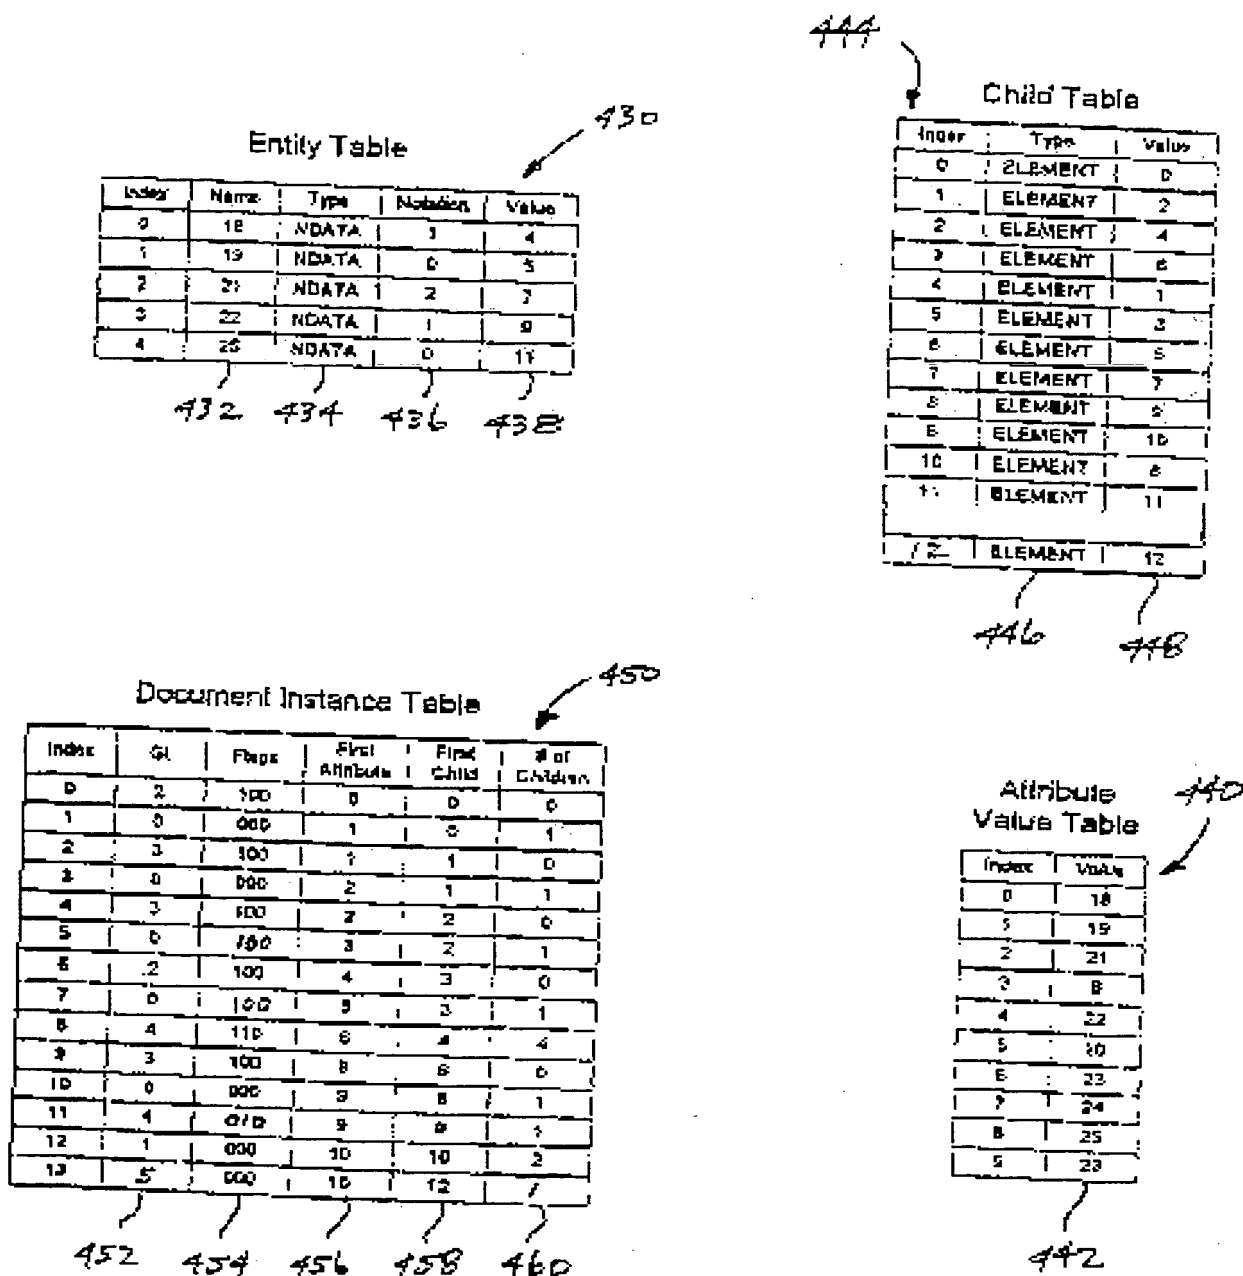 444
Child Table
Index Type Value
0 ELEMENT 0
1 ELEMENT 2
2 ELEMENT 4
3 ELEMENT 6
4 ELEMENT 1
5 ELEMENT 3
6 ELEMENT 5
7 ELEMENT 7
8 ELEMENT 9
9 ELEMENT 10
10 ELEMENT 8
11 ELEMENT 11
12 ELEMENT 12
446 448
430
Entity Table
Index Name Type Notation Value
0 18 NDATA 4
1 19 NDATA 0 5
2 21 NDATA 2 7
3 22 NDATA 1 9
4 25 NDATA 0 11
432 434 436 438
450
Document Instance Table
Index GI Flags First Attribute First Child # of Children
0 2 100 0 0 0
1 0 000 1 0 1
2 3 100 1 1 0
3 0 000 2 1 1
4 3 100 2 2 0
5 0 100 3 2 1
6 2 100 4 3 0
7 0 100 5 3 1
8 4 110 6 4 4
9 3 100 8 8 0
10 0 000 9 8 1
11 4 010 9 9 1
12 1 000 10 10 2
13 5 000 10 12 1
452 454 456 458 460
440
Attribute
Value Table
Index Value
0 18
1 19
2 21
3 8
4 22
5 20
6 23
7 24
8 25
9 23
442